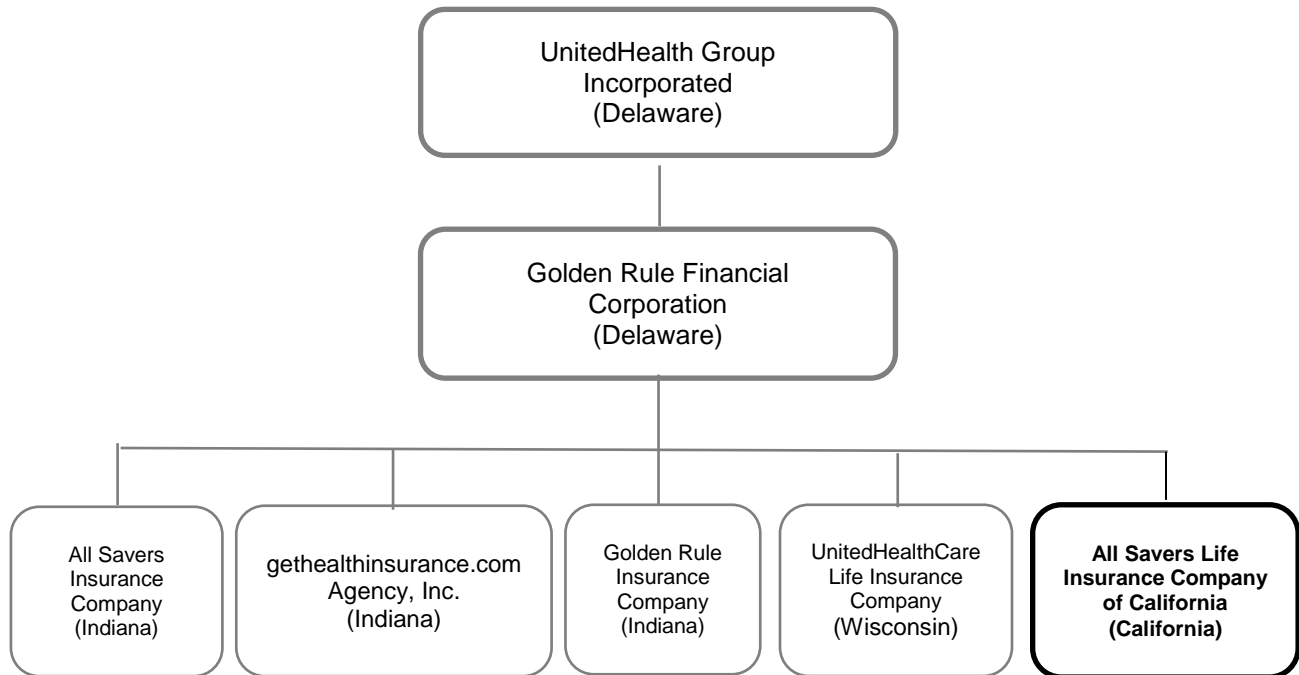 UnitedHealth Group
Incorporated
(Delaware)
Golden Rule Financial
Corporation
(Delaware)
All Savers
Insurance
Company
(Indiana)
gethealthinsurance.com
Agency, Inc.
(Indiana)
Golden Rule
Insurance
Company
(Indiana)
UnitedHealthCare
Life Insurance
Company
(Wisconsin)
All Savers Life
Insurance Company
of California
(California)